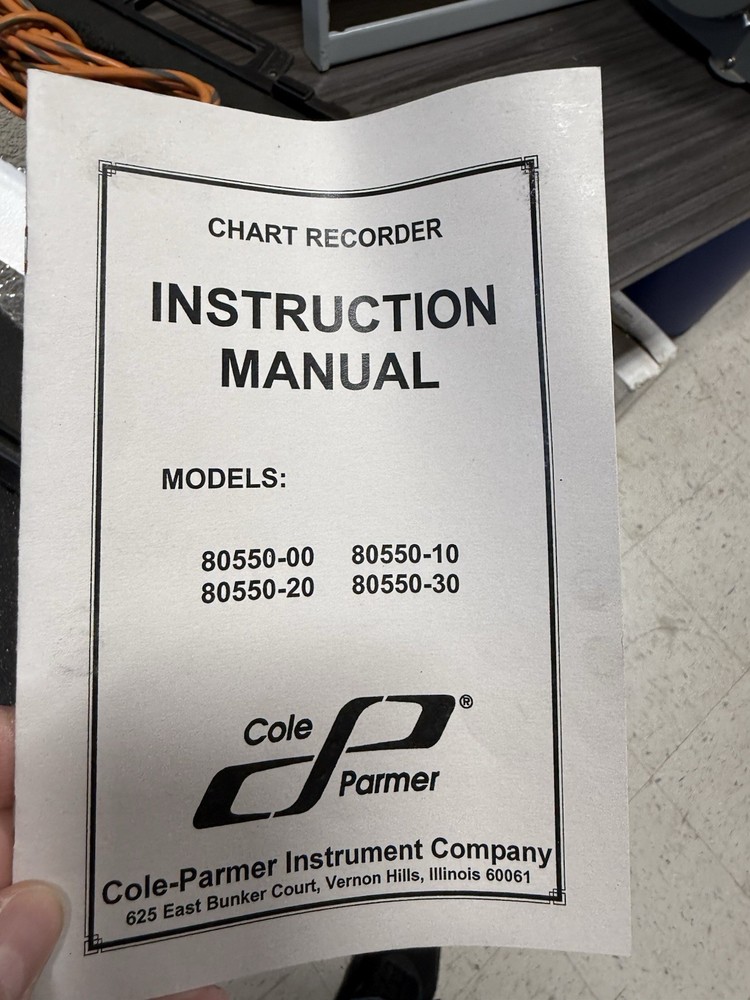 CHART RECORDER
INSTRUCTION
MANUAL
MODELS:
80550-00 80550-10
80550-20 80550-30
Cole
®
Parmer
Cole-Parmer Instrument Company
625 East Bunker Court, Vernon Hills, Illinois 60061